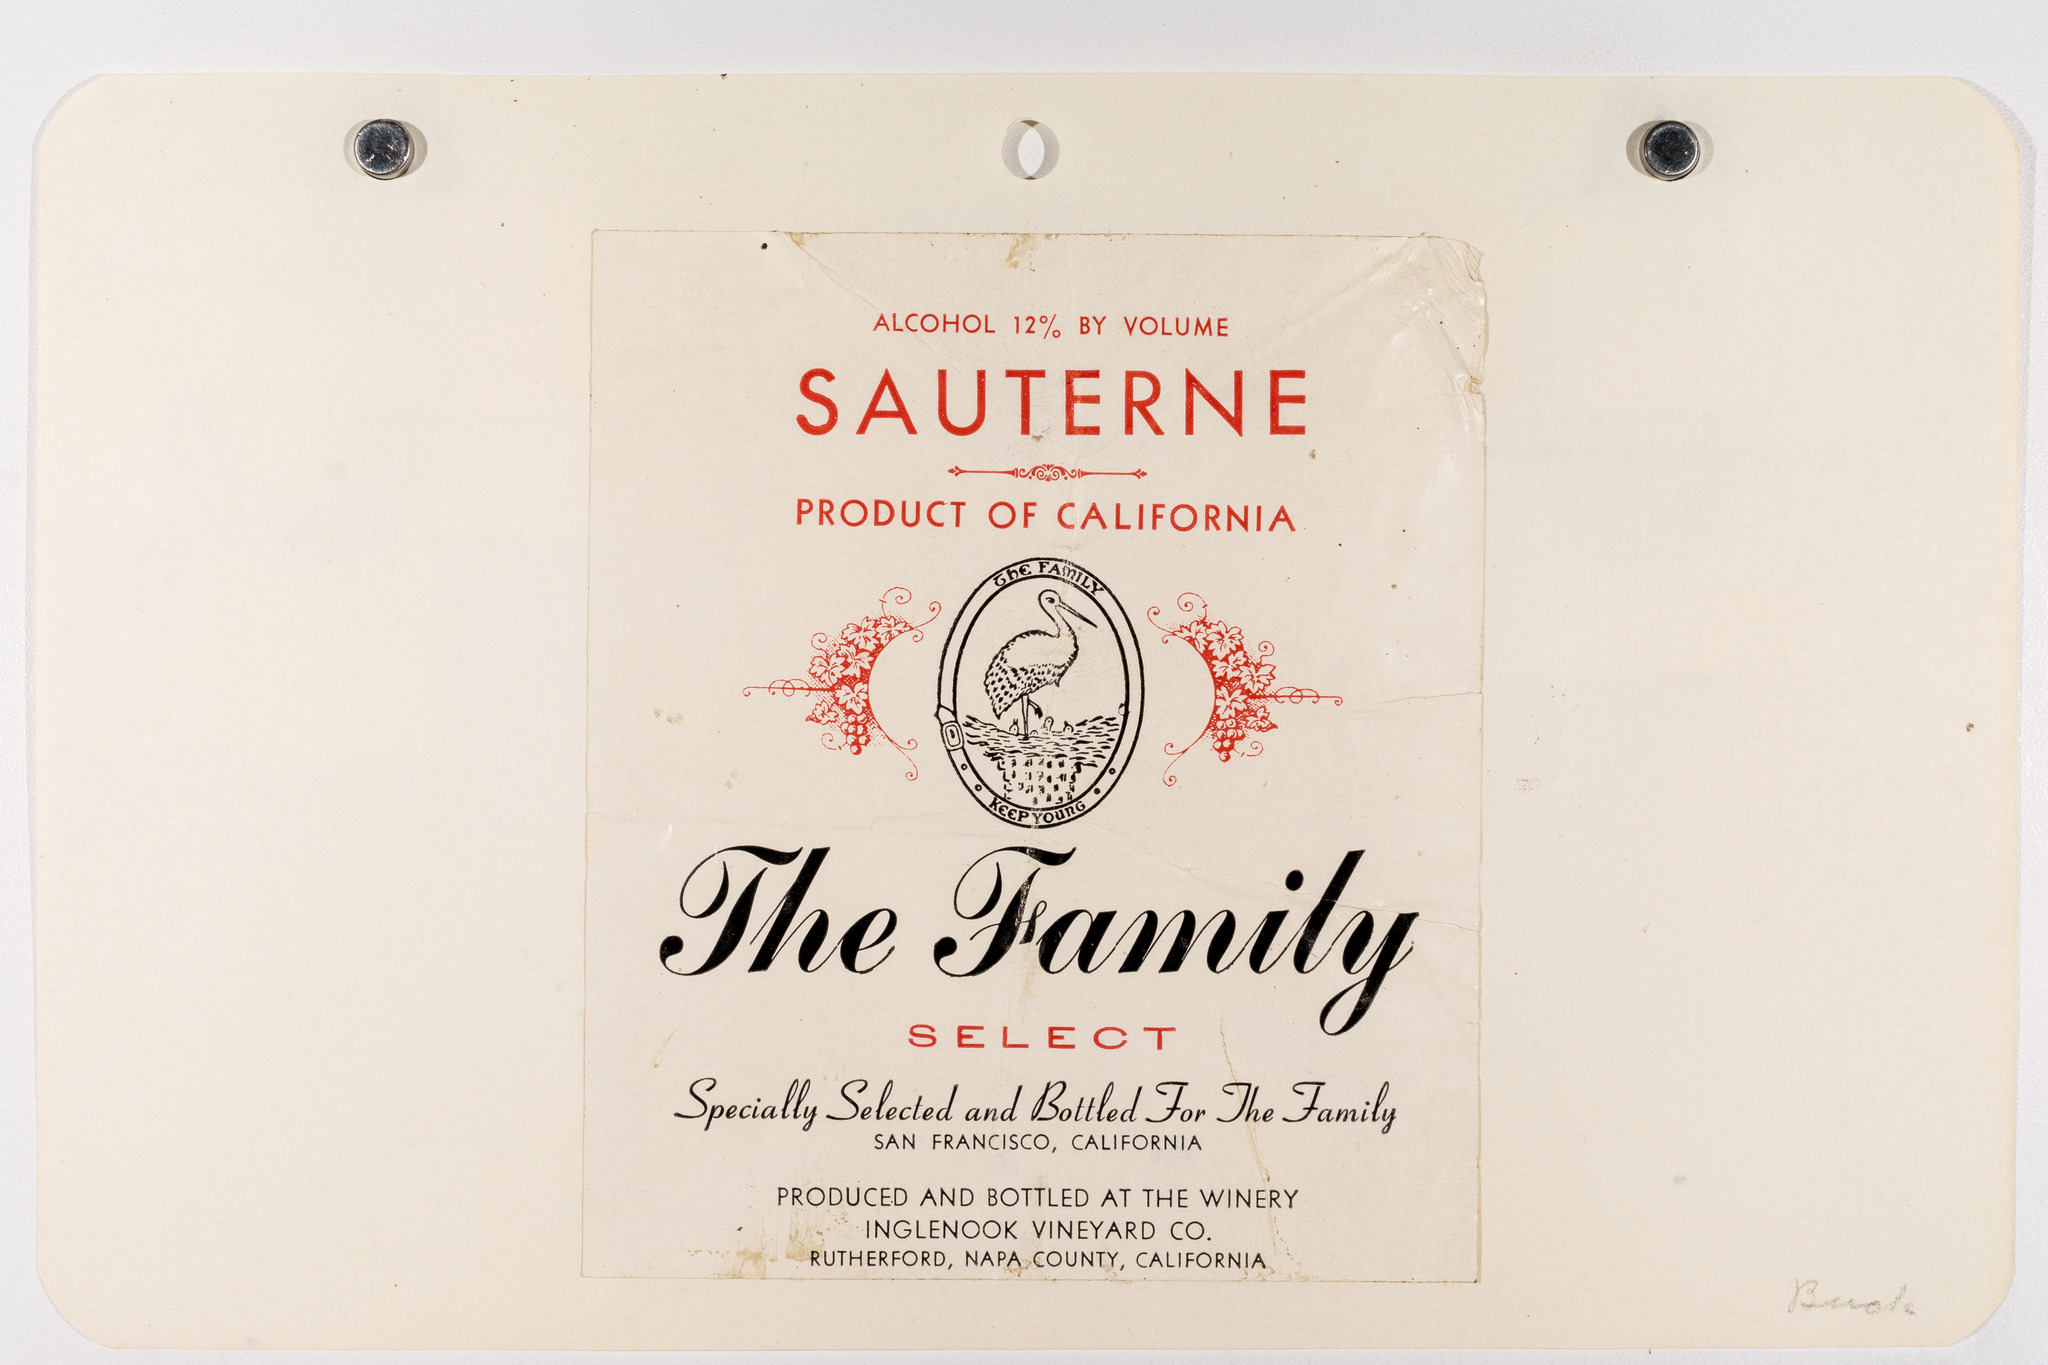 ALCOHOL 12% BY VOLUME
SAUTERNE
PRODUCT OF CALIFORNIA
THE FAMILY
KEEP YOUNG
The Family
SELECT
Specially Selected and Bottled For The Family
SAN FRANCISCO, CALIFORNIA
PRODUCED AND BOTTLED AT THE WINERY
INGLENOOK VINEYARD CO.
RUTHERFORD, NAPA COUNTY, CALIFORNIA